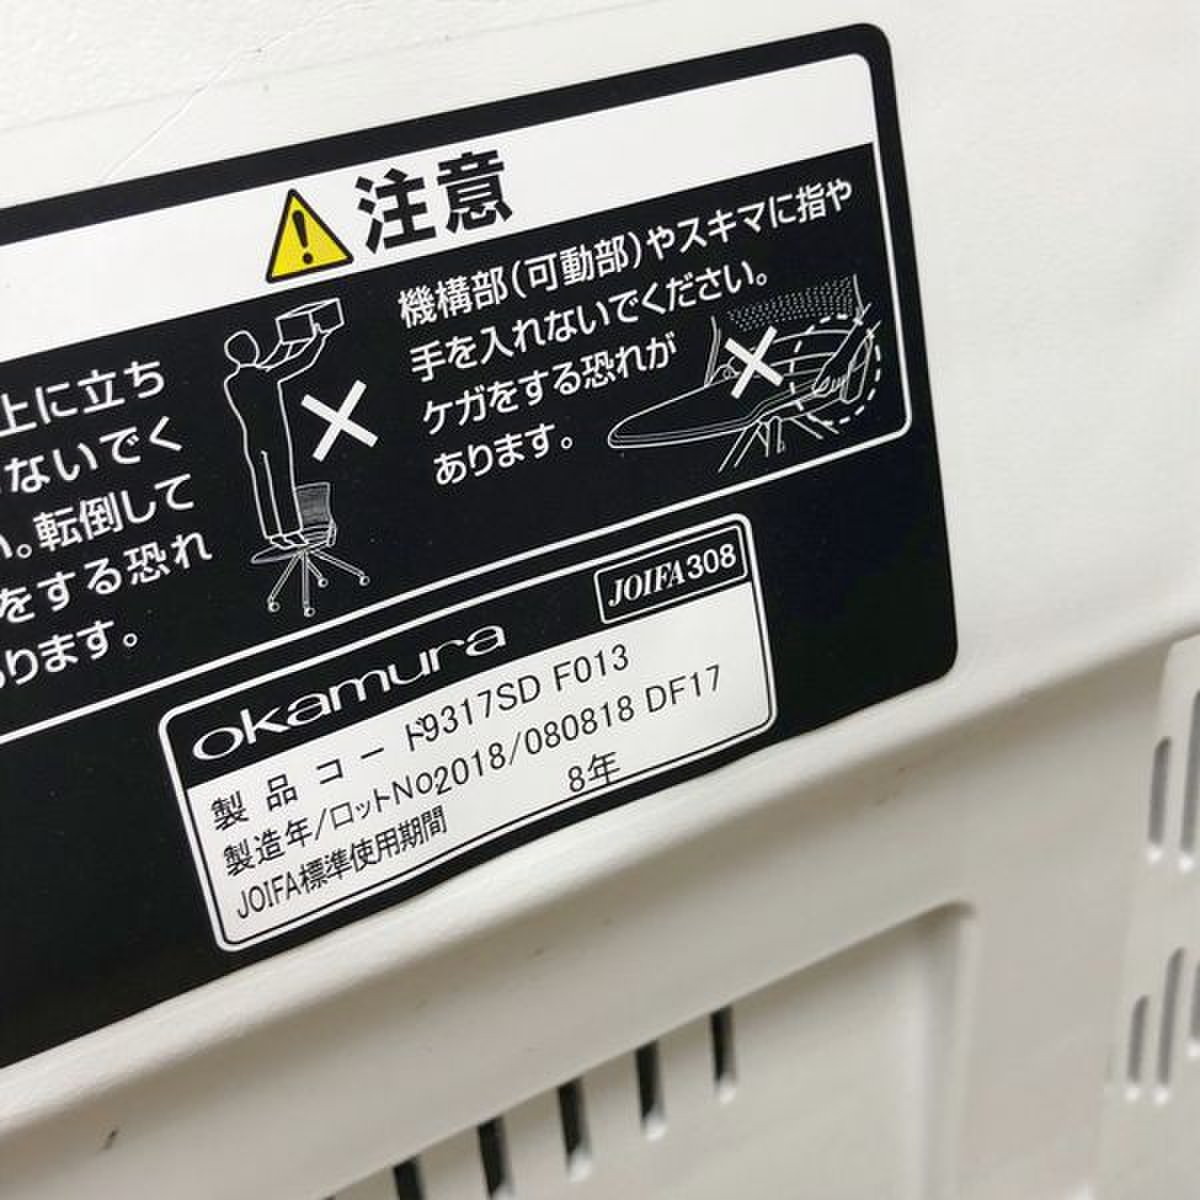 注意
上に立ち
ないでく
い。転倒して
をする恐れ
あります。
機構部(可動部)やスキマに指や
手を入れないでください。
ケガをする恐れが
あります。
okamura
JOIFA308
製品コード9317SD F013
製造年/ロットNo2018/080818 DF17
JOIFA標準使用期間 8年